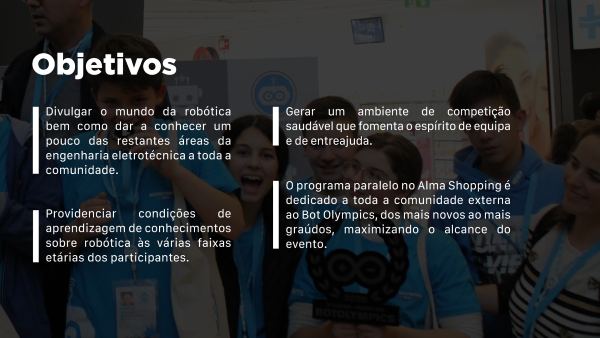 Objetivos
Divulgar o mundo da robótica
bem como dar a conhecer um
pouco das restantes áreas da
engenharia eletrotécnica a toda a
comunidade.
Providenciar condições de
aprendizagem de conhecimentos
sobre robótica às várias faixas
etárias dos participantes.
Gerar um ambiente de competição
saudável que fomenta o espírito de equipa
e de entreajuda.
O programa paralelo no Alma Shopping é
dedicado a toda a comunidade externa
ao Bot Olympics, dos mais novos ao mais
graúdos, maximizando o alcance do
evento.
BOTOLYMPICS